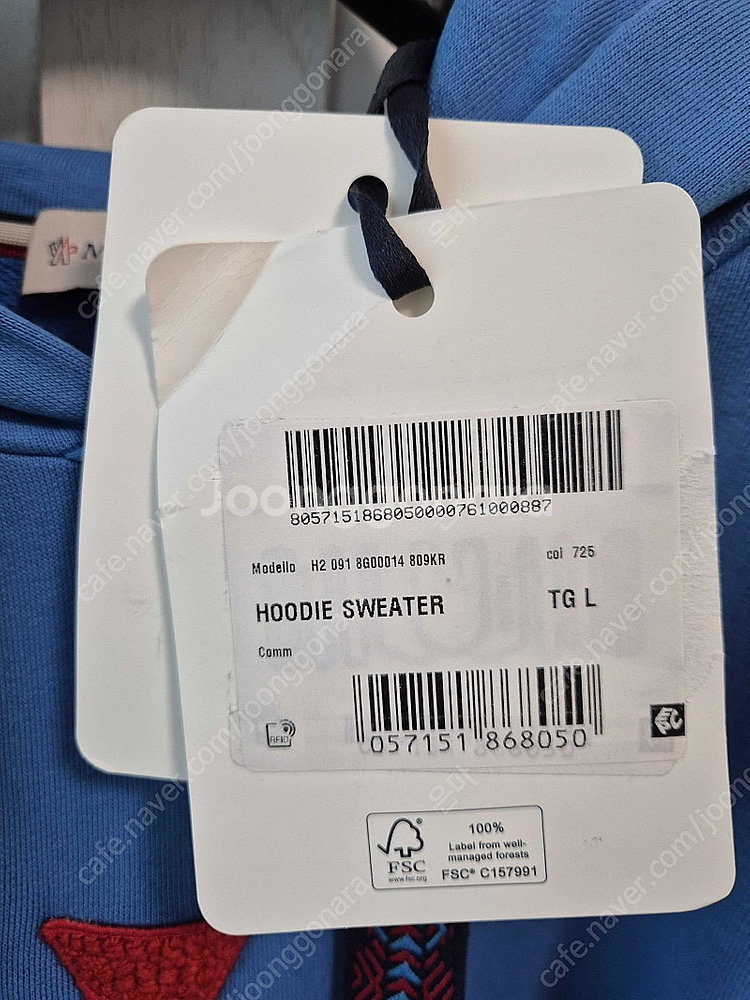 M
8057151868050000761000887
Modello H2 091 8G00014 809KR col 725
HOODIE SWEATER TG L
Comm
RFID
057151 868050
FSC
www.fsc.org
100%
Label from well-
managed forests
FSC® C157991
Joonggonara
cafe.naver.com/joonggonara